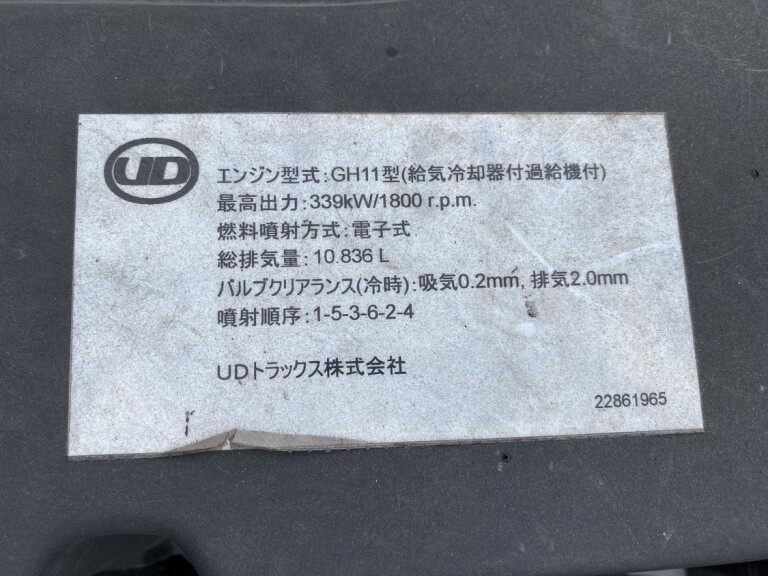 UD
エンジン型式:GH11型(給気冷却器付過給機付)
最高出力:339kW/1800 r.p.m.
燃料噴射方式:電子式
総排気量:10.836 L
バルブクリアランス(冷時):吸気0.2mm, 排気2.0mm
噴射順序:1-5-3-6-2-4
UDトラックス株式会社
22861965